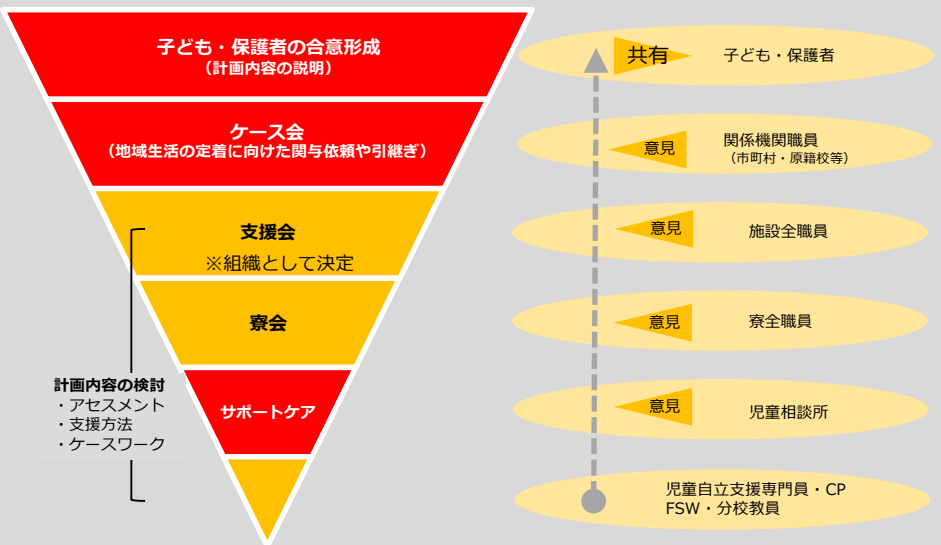 子ども・保護者の合意形成
（計画内容の説明）
共有
子ども・保護者
ケース会
（地域生活の定着に向けた関与依頼や引継ぎ）
意見
関係機関職員
（市町村・原籍校等）
支援会
※組織として決定
意見
施設全職員
寮会
意見
寮全職員
計画内容の検討
・アセスメント
・支援方法
・ケースワーク
サポートケア
意見
児童相談所
児童自立支援専門員・CP
FSW・分校教員